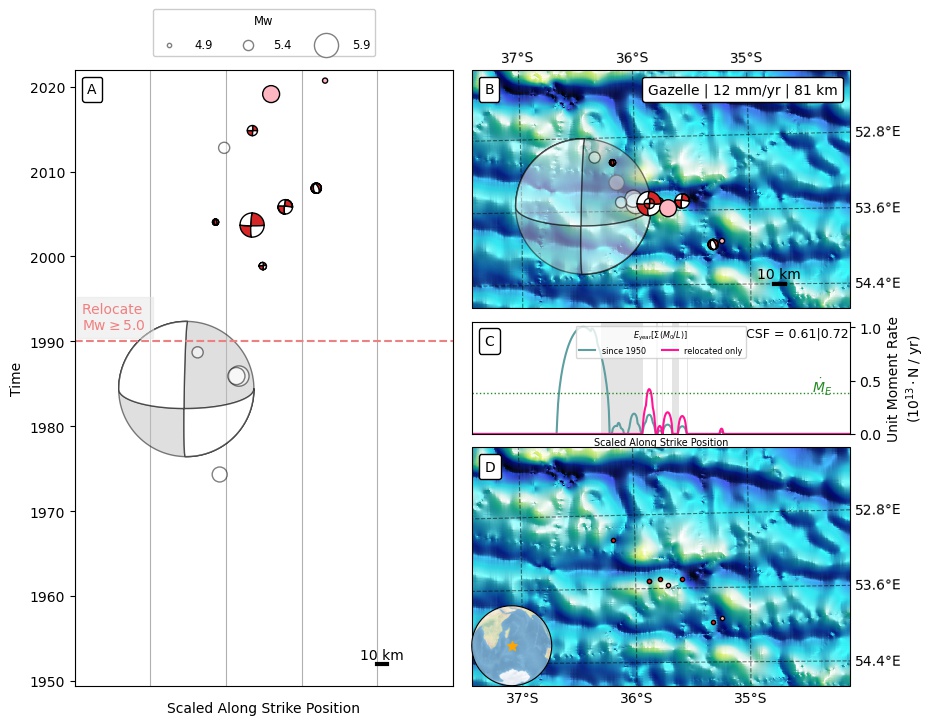 Mw
4.9 5.4 5.9
A
2020
2010
2000
1990
1980
1970
1960
1950
Time
Relocate
Mw ≥ 5.0
10 km
Scaled Along Strike Position
37°S 36°S 35°S
B
Gazelle | 12 mm/yr | 81 km
52.8°E
53.6°E
54.4°E
10 km
C
E_year[Σ(M₀/L)]
since 1950 relocated only
CSF = 0.61|0.72
Ṁ_E
1.0
0.5
0.0
Unit Moment Rate
(10¹³ · N / yr)
Scaled Along Strike Position
D
52.8°E
53.6°E
54.4°E
37°S 36°S 35°S